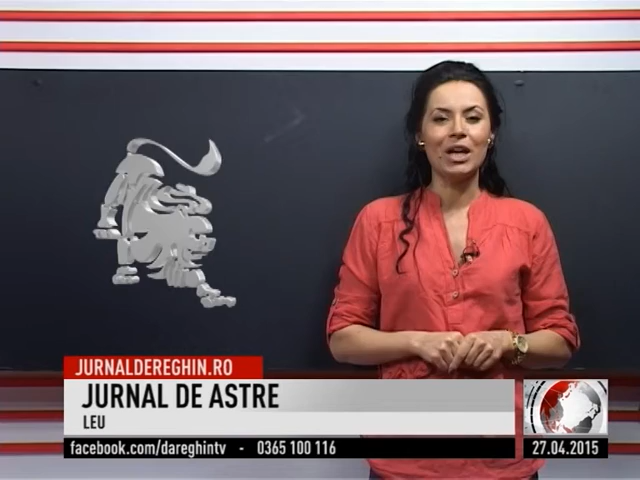 JURNALDEREGHIN.RO
JURNAL DE ASTRE
LEU
facebook.com/dareghintv - 0365 100 116
27.04.2015